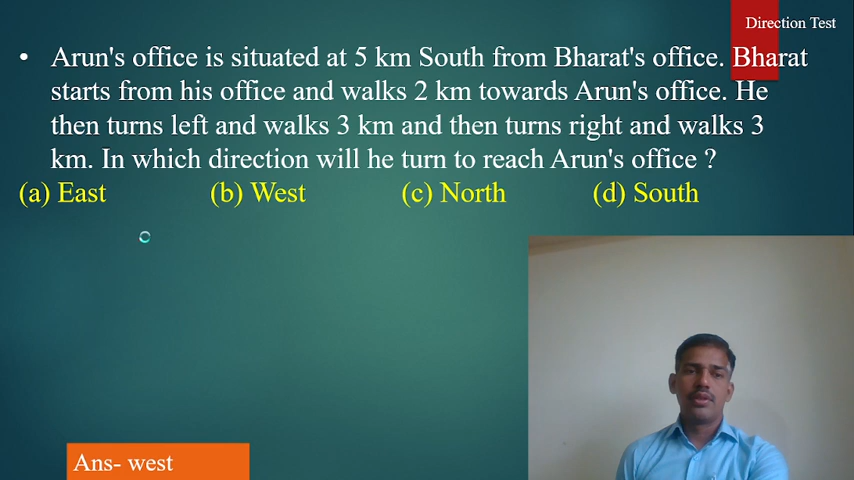 Direction Test
• Arun's office is situated at 5 km South from Bharat's office. Bharat
starts from his office and walks 2 km towards Arun's office. He
then turns left and walks 3 km and then turns right and walks 3
km. In which direction will he turn to reach Arun's office ?
(a) East (b) West (c) North (d) South
Ans- west